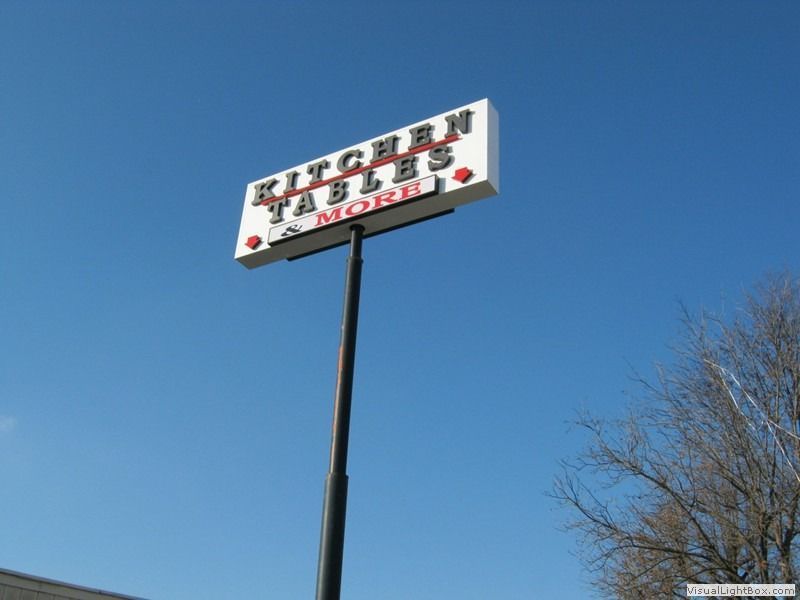 KITCHEN
TABLES
& MORE
VisualLightBox.com